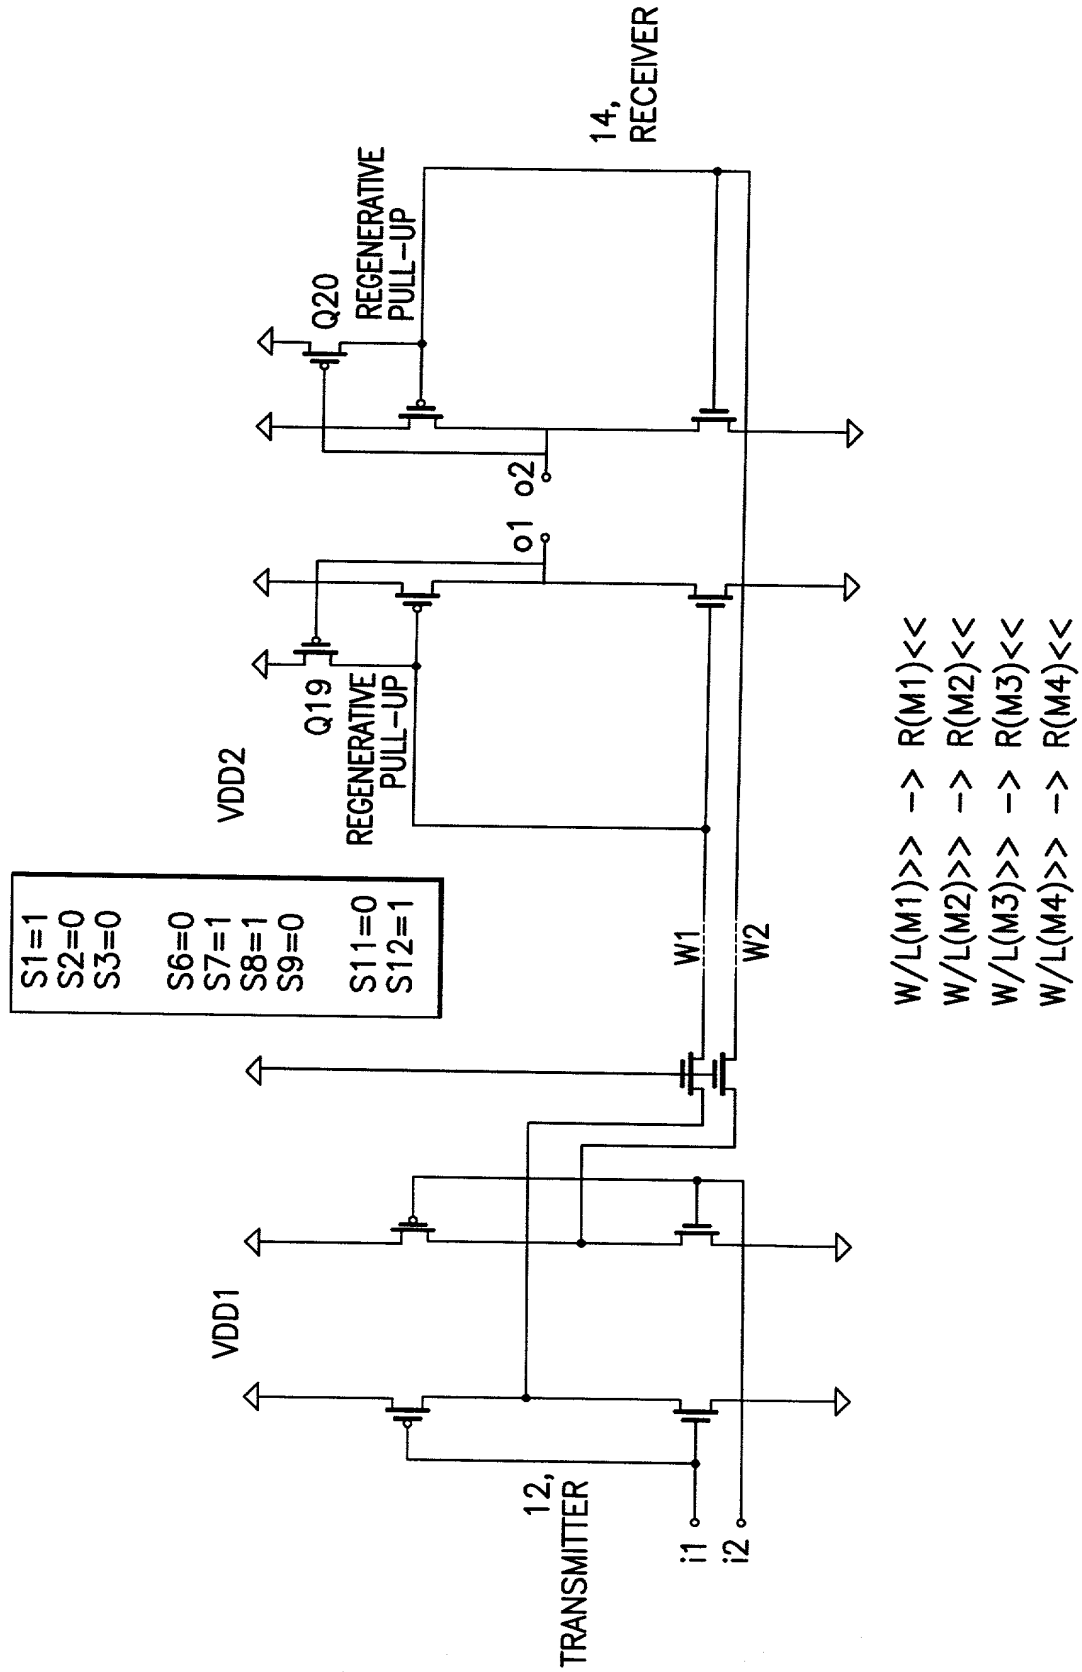 S1=1
S2=0
S3=0
S6=0
S7=1
S8=1
S9=0
S11=0
S12=1
VDD1
VDD2
Q19
REGENERATIVE
PULL-UP
Q20
REGENERATIVE
PULL-UP
o1
o2
12,
TRANSMITTER
14,
RECEIVER
i1
i2
W1
W2
W/L(M1)>> -> R(M1)<<
W/L(M2)>> -> R(M2)<<
W/L(M3)>> -> R(M3)<<
W/L(M4)>> -> R(M4)<<